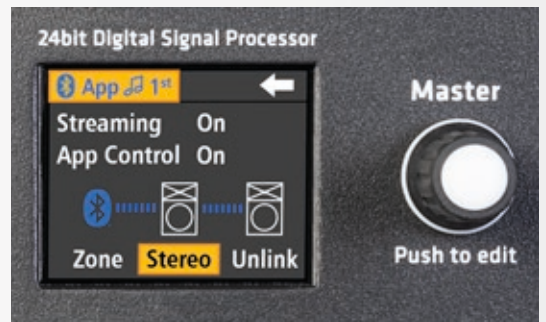 24bit Digital Signal Processor
App 1st
Streaming On
App Control On
Zone Stereo Unlink
Master
Push to edit